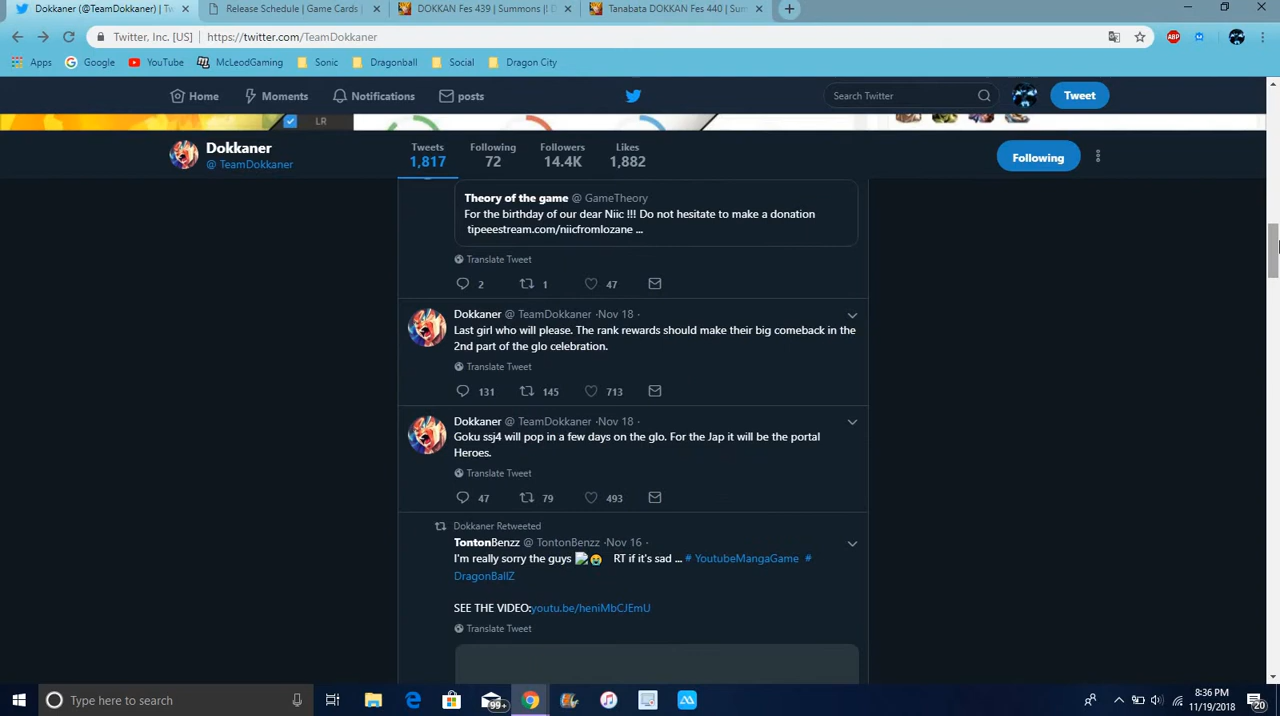 Dokkaner (@TeamDokkaner) | Tw
Release Schedule | Game Cards |
DOKKAN Fes 439 | Summons |! D
Tanabata DOKKAN Fes 440 | Sum
Twitter, Inc. [US] | https://twitter.com/TeamDokkaner
ABP
Apps Google YouTube McLeodGaming Sonic Dragonball Social Dragon City
Home Moments Notifications posts Search Twitter Tweet
LR
Dokkaner
@ TeamDokkaner
Tweets Following Followers Likes
1,817 72 14.4K 1,882
Following
Theory of the game @ GameTheory
For the birthday of our dear Niic !!! Do not hesitate to make a donation
tipeeestream.com/niicfromlozane ...
Translate Tweet
2 1 47
Dokkaner @ TeamDokkaner ·Nov 18 ·
Last girl who will please. The rank rewards should make their big comeback in the
2nd part of the glo celebration.
Translate Tweet
131 145 713
Dokkaner @ TeamDokkaner ·Nov 18 ·
Goku ssj4 will pop in a few days on the glo. For the Jap it will be the portal
Heroes.
Translate Tweet
47 79 493
Dokkaner Retweeted
TontonBenzz @ TontonBenzz ·Nov 16 ·
I'm really sorry the guys 😭 RT if it's sad ... # YoutubeMangaGame #
DragonBallZ
SEE THE VIDEO:youtu.be/heniMbCJEmU
Translate Tweet
Type here to search
99+
8:36 PM
11/19/2018
20